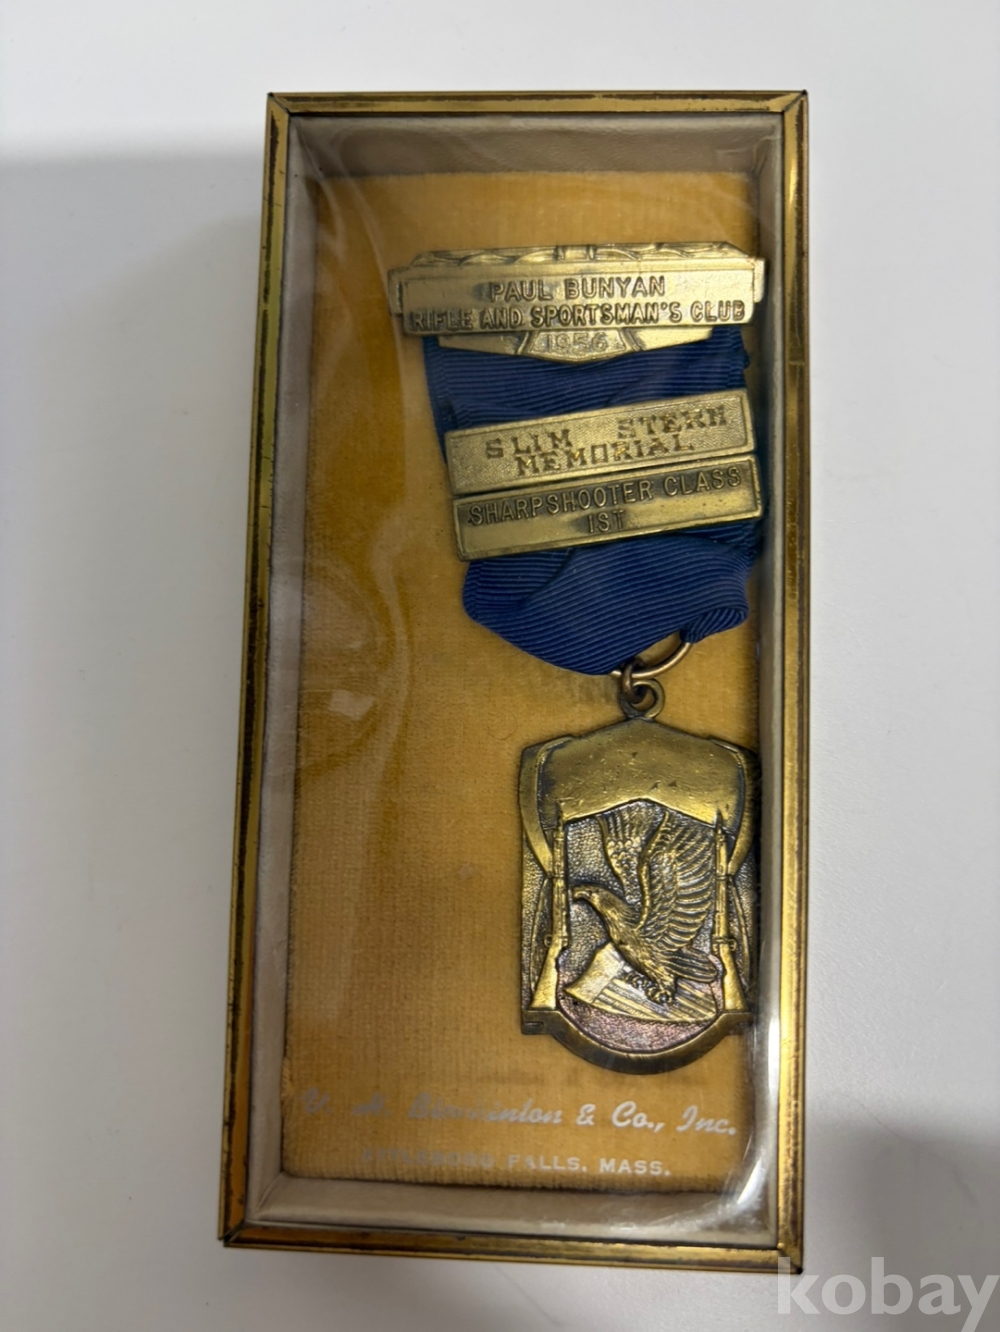 PAUL BUNYAN
RIFLE AND SPORTSMAN'S CLUB
1956
SLIM STERN
MEMORIAL
SHARPSHOOTER CLASS
1ST
& Co., Inc.
FALLS, MASS.
kobay